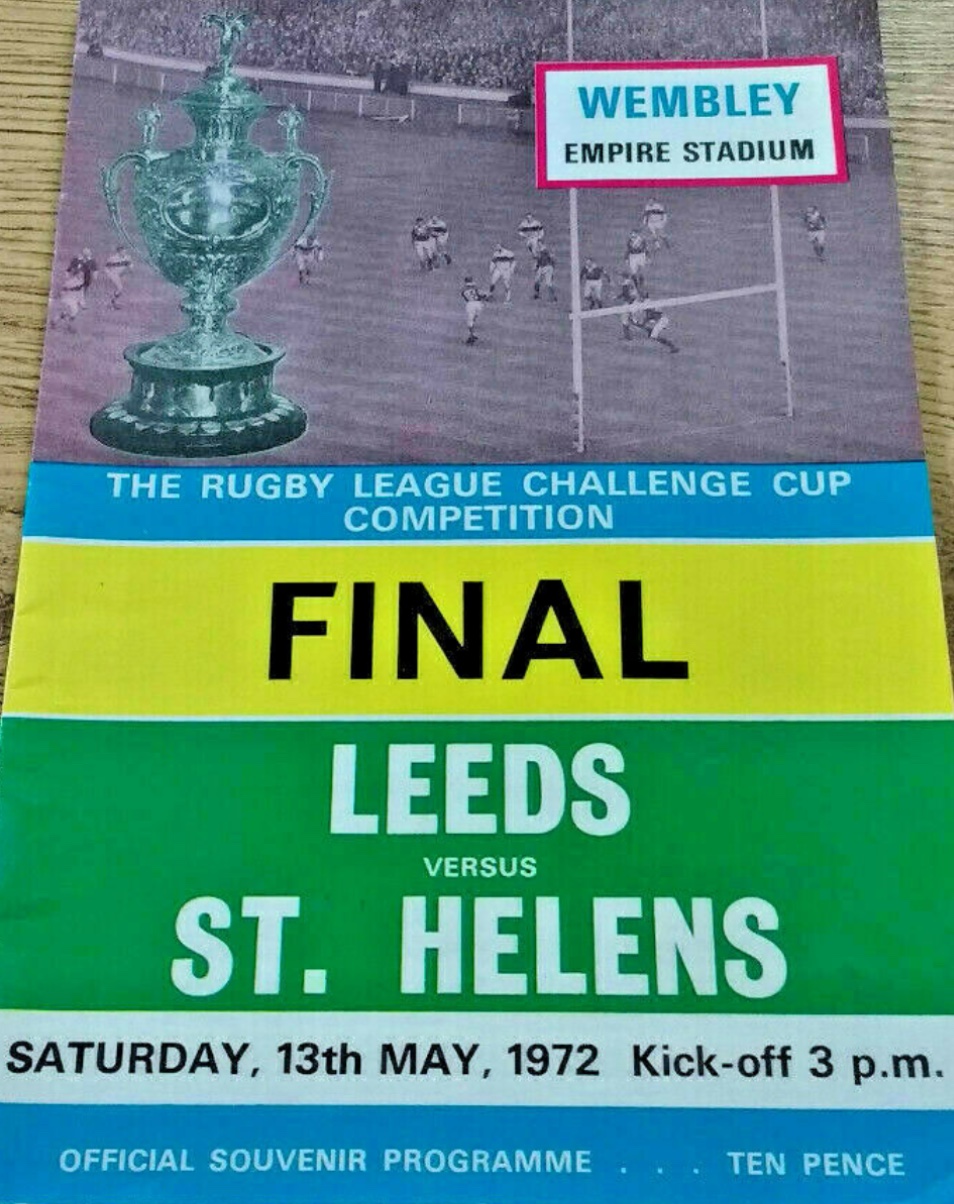 WEMBLEY
EMPIRE STADIUM
THE RUGBY LEAGUE CHALLENGE CUP
COMPETITION
FINAL
LEEDS
VERSUS
ST. HELENS
SATURDAY, 13th MAY, 1972 Kick-off 3 p.m.
OFFICIAL SOUVENIR PROGRAMME . . . TEN PENCE